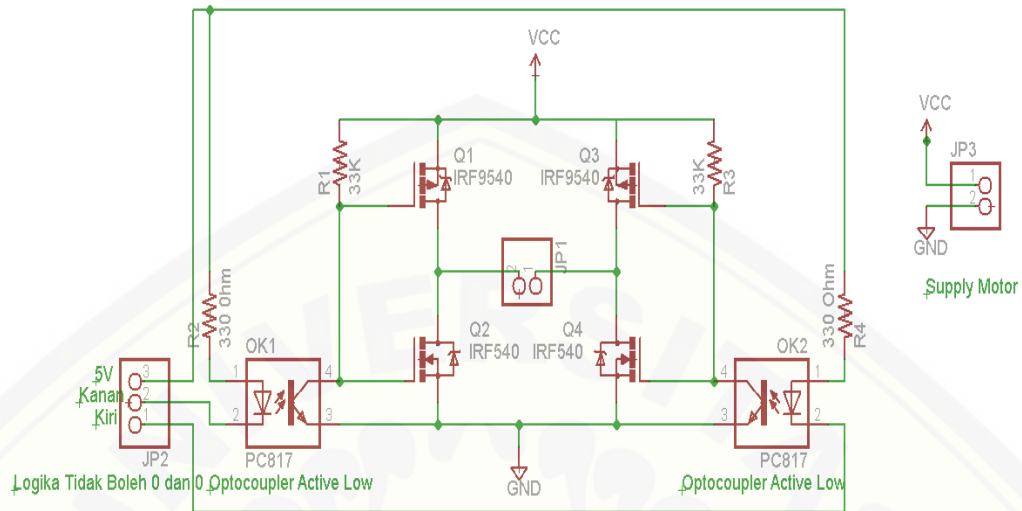 VCC
VCC
R1
33K
Q1
IRF9540
Q3
IRF9540
33K
R3
JP3
1
2
GND
Supply Motor
2
1
JP1
R2
330 Ohm
330 Ohm
R4
Q2
IRF540
Q4
IRF540
OK1
OK2
5V
Kanan
Kiri
3
2
1
JP2
1
2
4
3
PC817
4
3
1
2
PC817
GND
Logika Tidak Boleh 0 dan 0
Optocoupler Active Low
Optocoupler Active Low